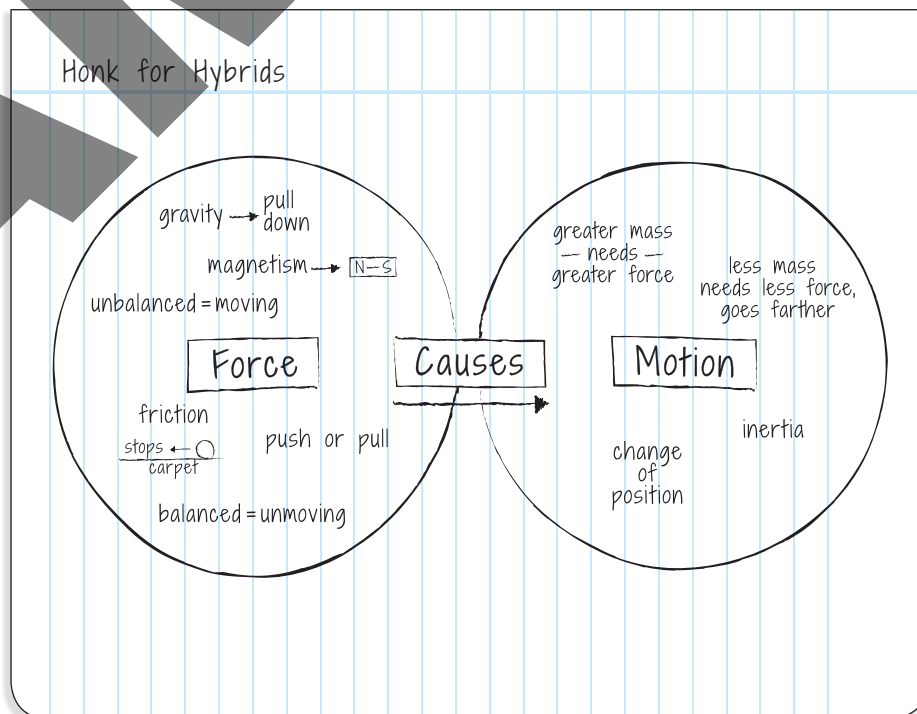 Honk for Hybrids
gravity → pull
down
magnetism → N–S
unbalanced = moving
Force
friction
stops ←
carpet
push or pull
balanced = unmoving
Causes
greater mass
— needs —
greater force
less mass
needs less force,
goes farther
Motion
inertia
change
of
position